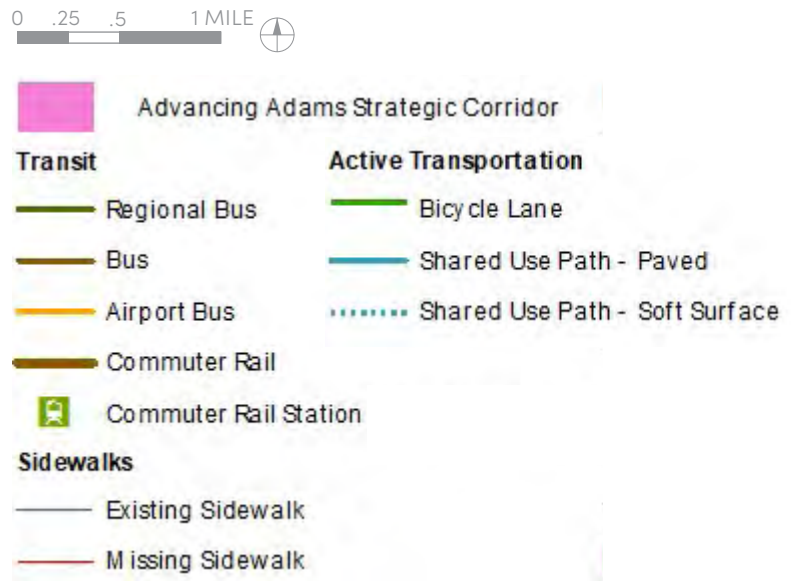 0 .25 .5 1 MILE
Advancing Adams Strategic Corridor
Transit
Regional Bus
Bus
Airport Bus
Commuter Rail
Commuter Rail Station
Active Transportation
Bicycle Lane
Shared Use Path - Paved
Shared Use Path - Soft Surface
Sidewalks
Existing Sidewalk
Missing Sidewalk